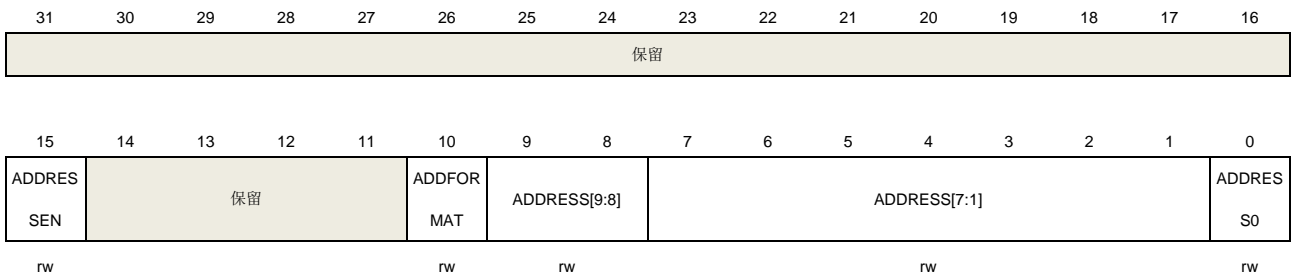 31 30 29 28 27 26 25 24 23 22 21 20 19 18 17 16
保留
15 14 13 12 11 10 9 8 7 6 5 4 3 2 1 0
ADDRES SEN
保留
ADDFOR MAT
ADDRESS[9:8]
ADDRESS[7:1]
ADDRES S0
rw rw rw rw rw